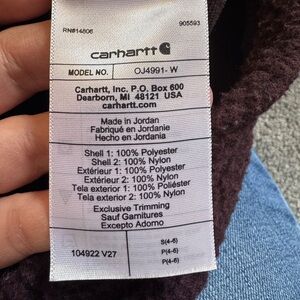 RN#14806 905593
carhartt
MODEL NO. OJ4991- W
Carhartt, Inc. P.O. Box 600
Dearborn, MI 48121 USA
carhartt.com
Made in Jordan
Fabriqué en Jordanie
Hecho en Jordania
Shell 1: 100% Polyester
Shell 2: 100% Nylon
Extérieur 1: 100% Polyester
Extérieur 2: 100% Nylon
Tela exterior 1: 100% Poliéster
Tela exterior 2: 100% Nylon
Exclusive Trimming
Sauf Garnitures
Excepto Adorno
104922 V27
S(4-6)
P(4-6)
P(4-6)